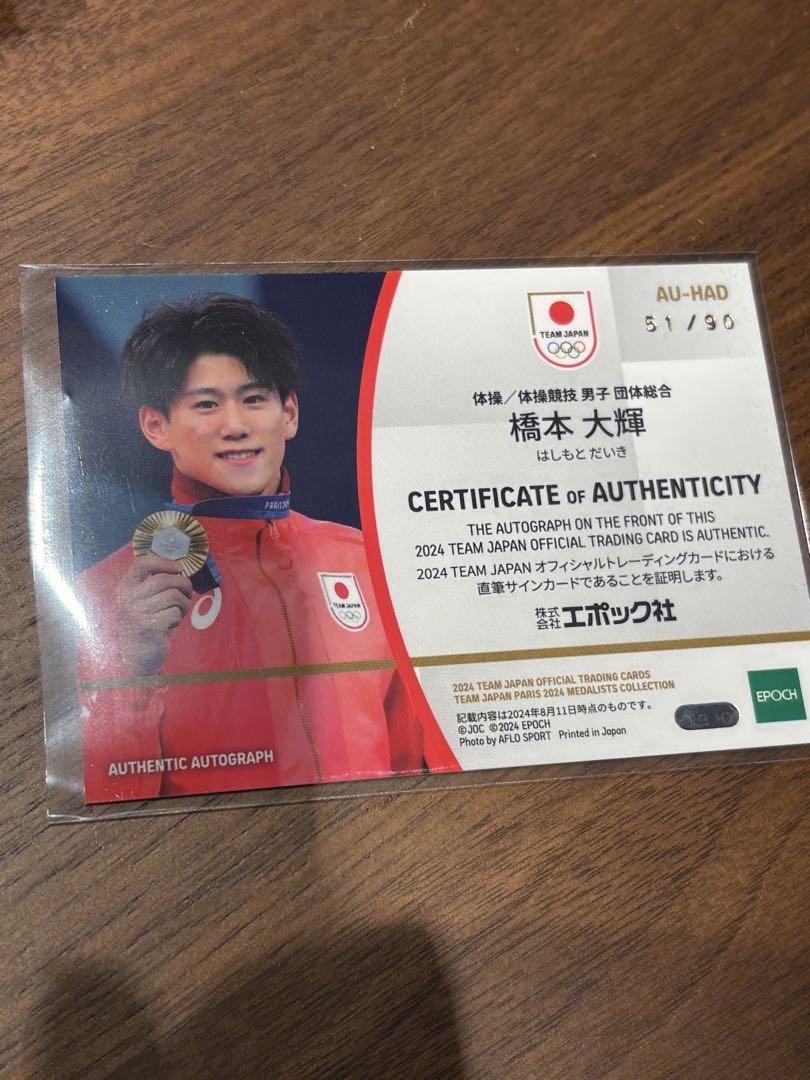 AU-HAD
51/90
TEAM JAPAN
体操／体操競技 男子 団体総合
橋本 大輝
はしもと だいき
CERTIFICATE OF AUTHENTICITY
THE AUTOGRAPH ON THE FRONT OF THIS
2024 TEAM JAPAN OFFICIAL TRADING CARD IS AUTHENTIC.
2024 TEAM JAPAN オフィシャルトレーディングカードにおける
直筆サインカードであることを証明します。
株式会社エポック社
2024 TEAM JAPAN OFFICIAL TRADING CARDS
TEAM JAPAN PARIS 2024 MEDALISTS COLLECTION
記載内容は2024年8月11日時点のものです。
©JOC ©2024 EPOCH
Photo by AFLO SPORT Printed in Japan
EPOCH
TEAM JAPAN
AUTHENTIC AUTOGRAPH